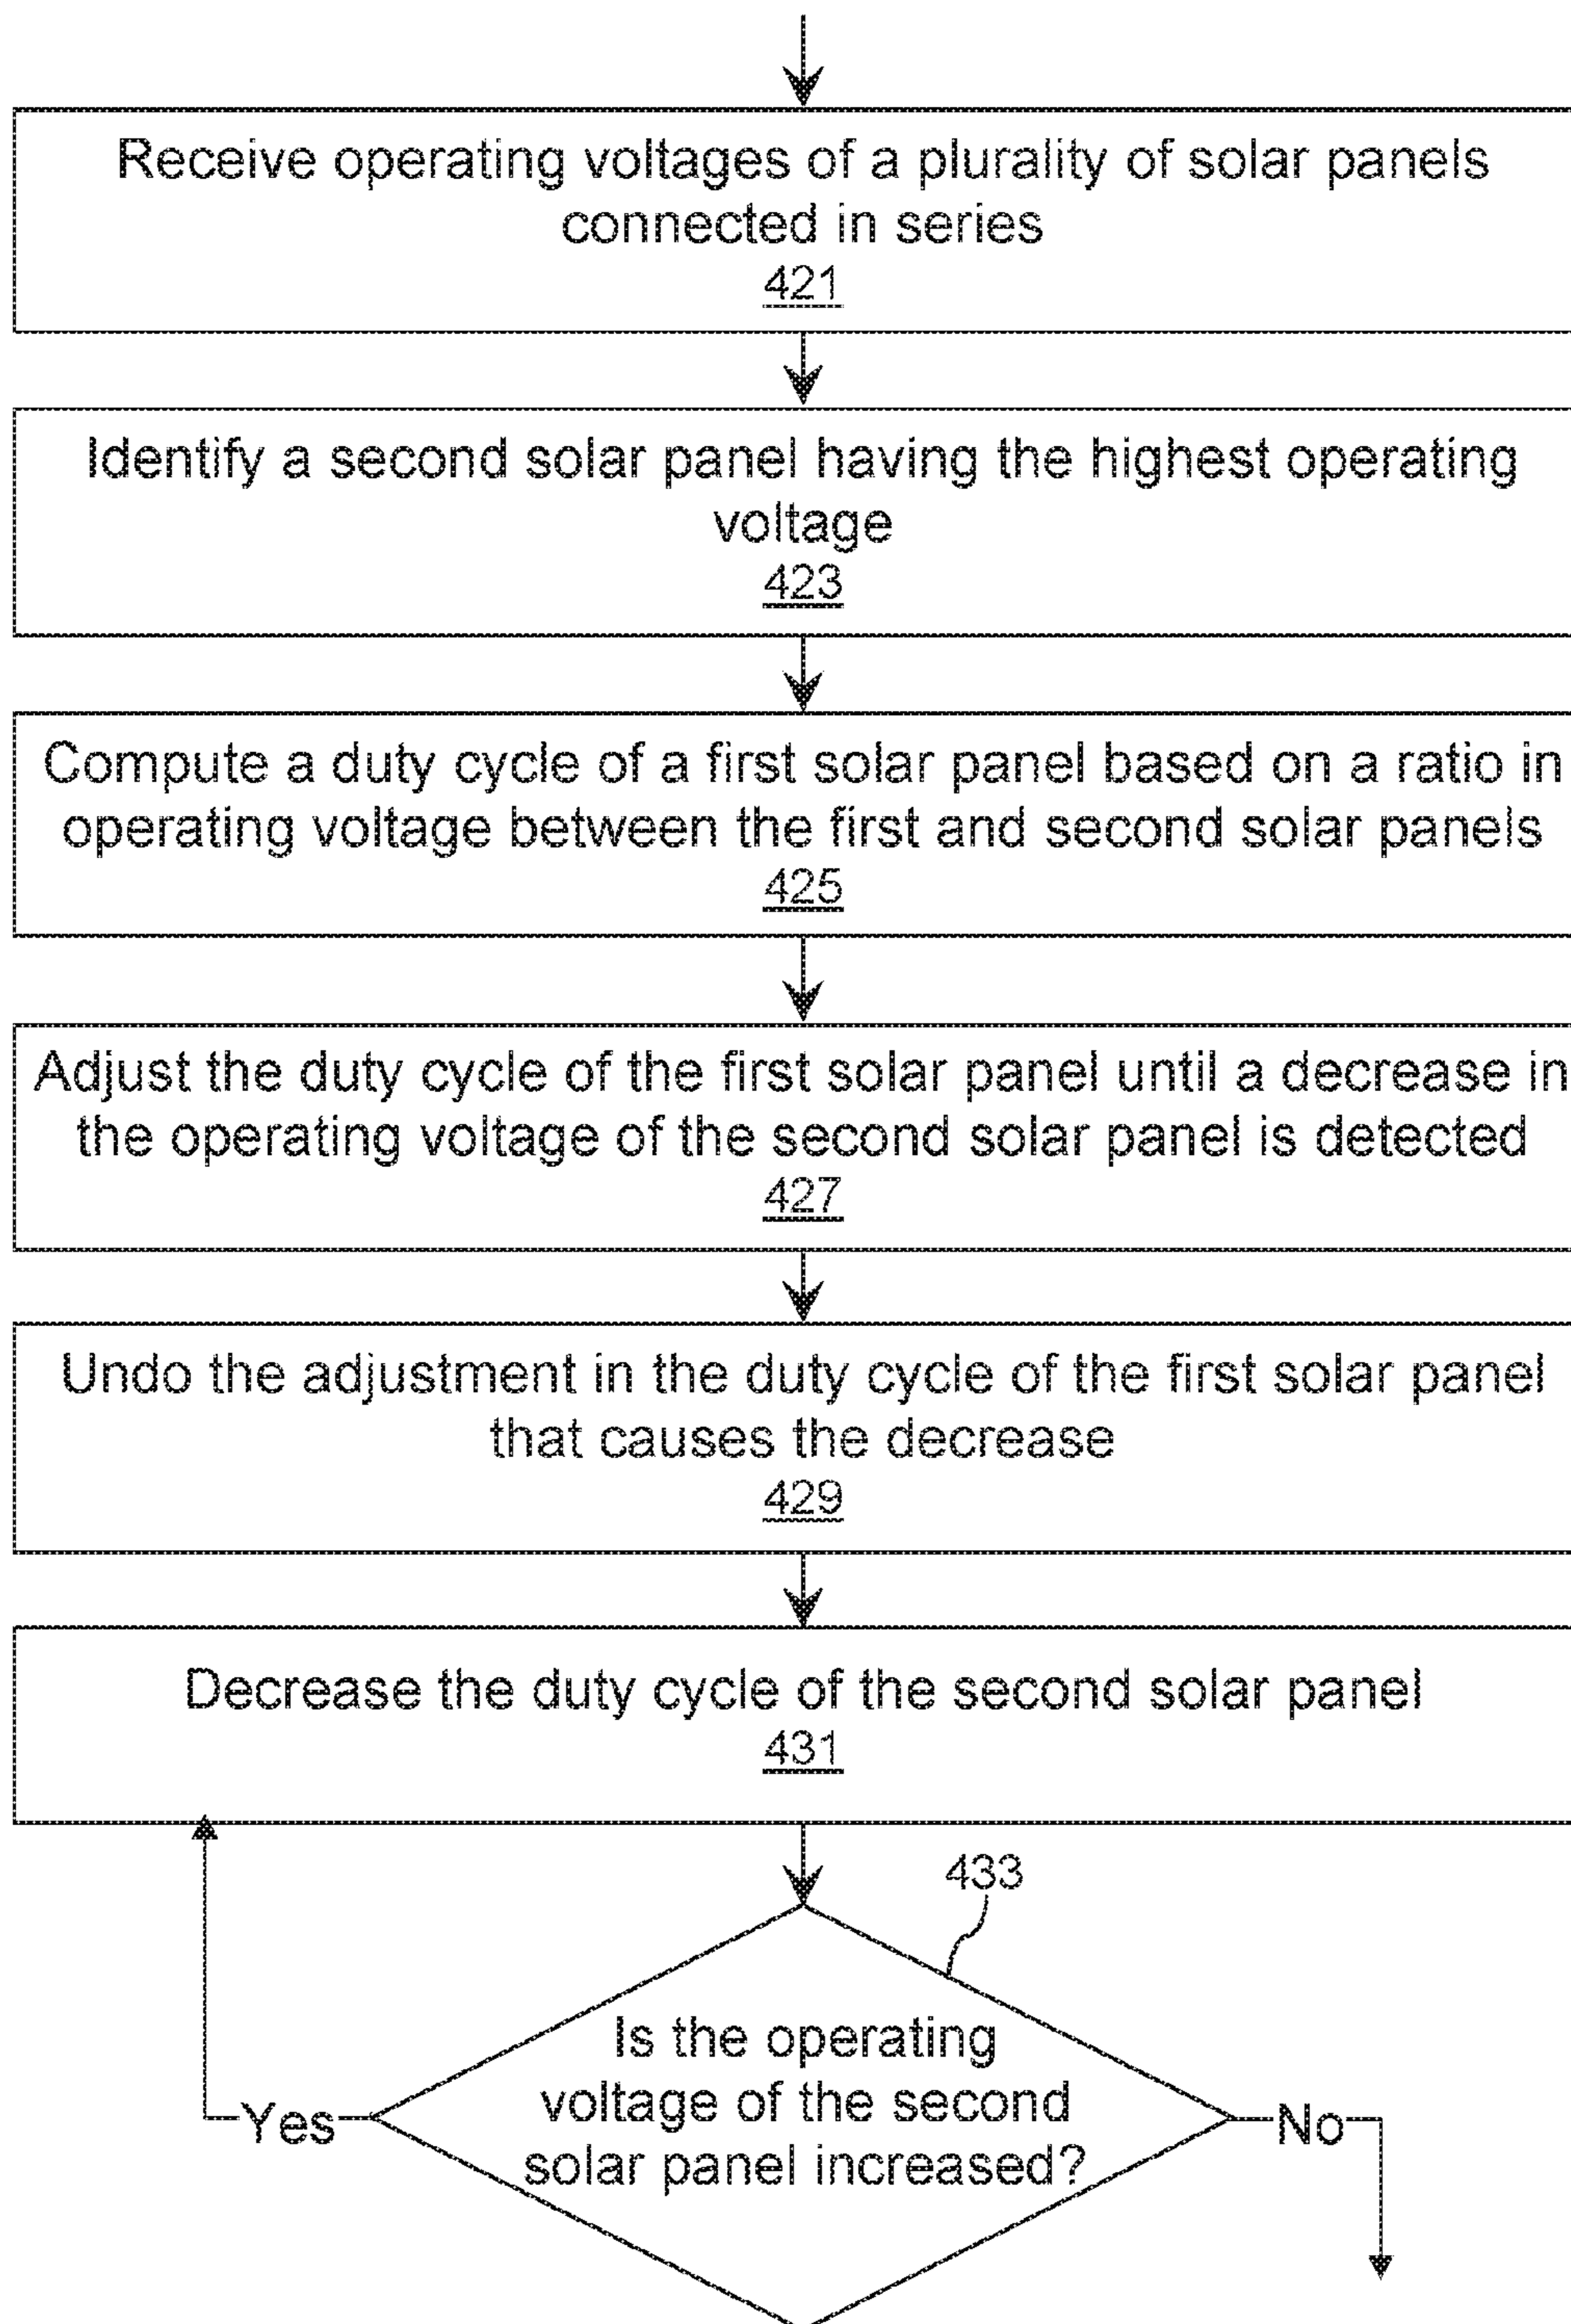 Receive operating voltages of a plurality of solar panels
connected in series
421
Identify a second solar panel having the highest operating
voltage
423
Compute a duty cycle of a first solar panel based on a ratio in
operating voltage between the first and second solar panels
425
Adjust the duty cycle of the first solar panel until a decrease in
the operating voltage of the second solar panel is detected
427
Undo the adjustment in the duty cycle of the first solar panel
that causes the decrease
429
Decrease the duty cycle of the second solar panel
431
433
Is the operating
voltage of the second
solar panel increased?
Yes
No